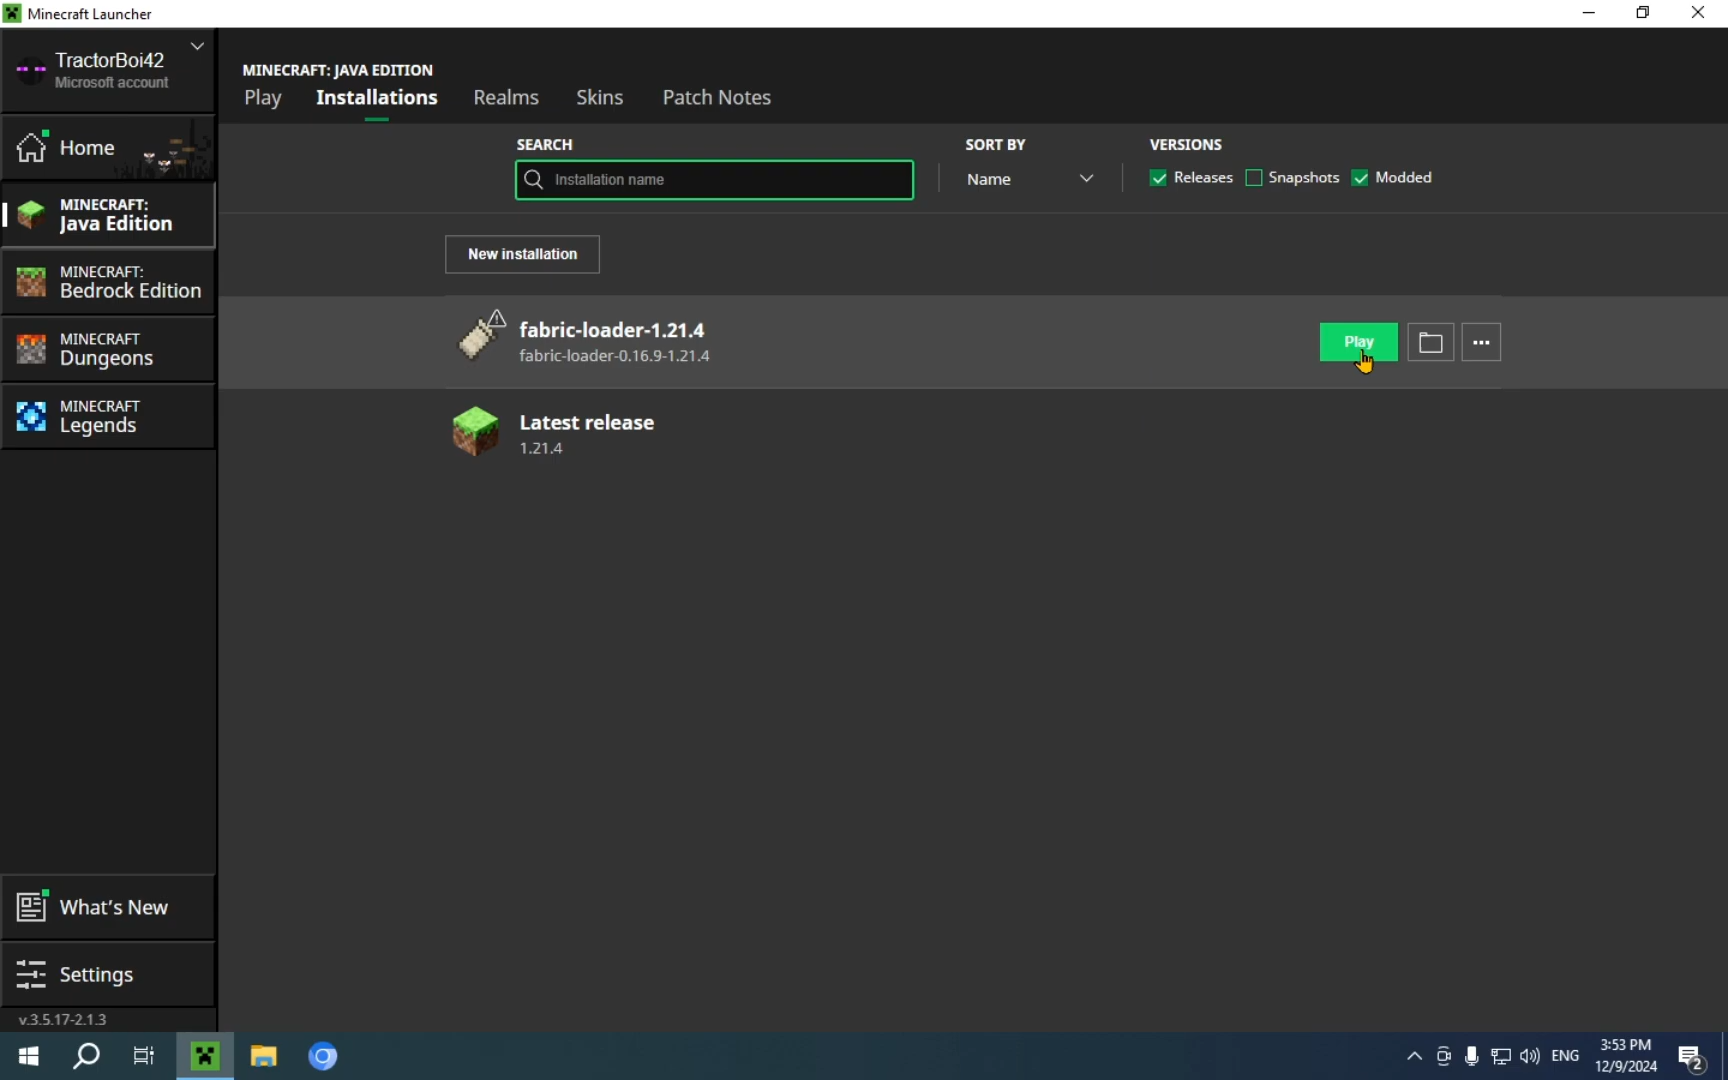 Minecraft Launcher
TractorBoi42
Microsoft account
Home
MINECRAFT:
Java Edition
MINECRAFT:
Bedrock Edition
MINECRAFT
Dungeons
MINECRAFT
Legends
What's New
Settings
v.3.5.17-2.1.3
MINECRAFT: JAVA EDITION
Play Installations Realms Skins Patch Notes
SEARCH SORT BY VERSIONS
Installation name Name Releases Snapshots Modded
New installation
fabric-loader-1.21.4
fabric-loader-0.16.9-1.21.4
Play
Latest release
1.21.4
ENG
3:53 PM
12/9/2024
2